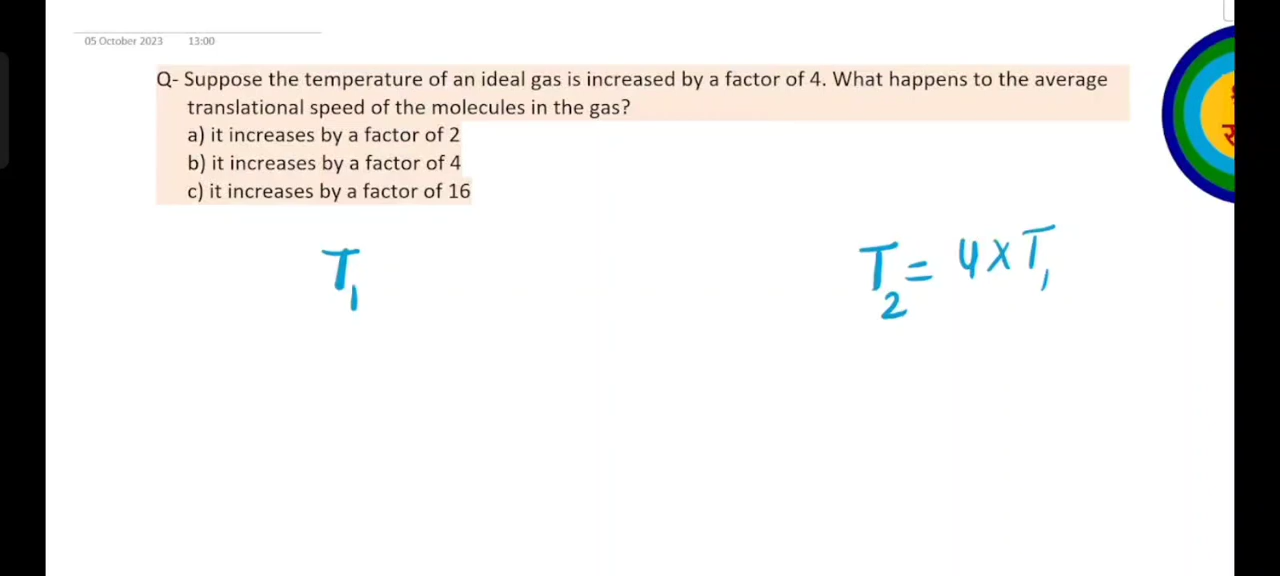 05 October 2023 13:00
Q- Suppose the temperature of an ideal gas is increased by a factor of 4. What happens to the average
translational speed of the molecules in the gas?
a) it increases by a factor of 2
b) it increases by a factor of 4
c) it increases by a factor of 16
T₁ T₂ = 4 × T₁